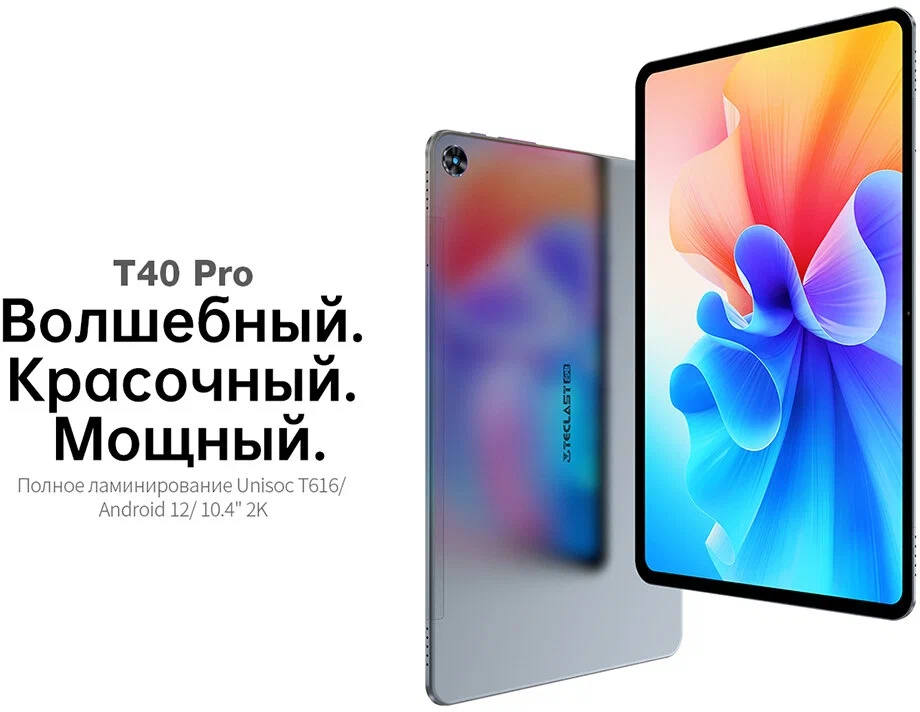 T40 Pro
Волшебный.
Красочный.
Мощный.
Полное ламинирование Unisoc T616/
Android 12/ 10.4" 2K
TECLAST